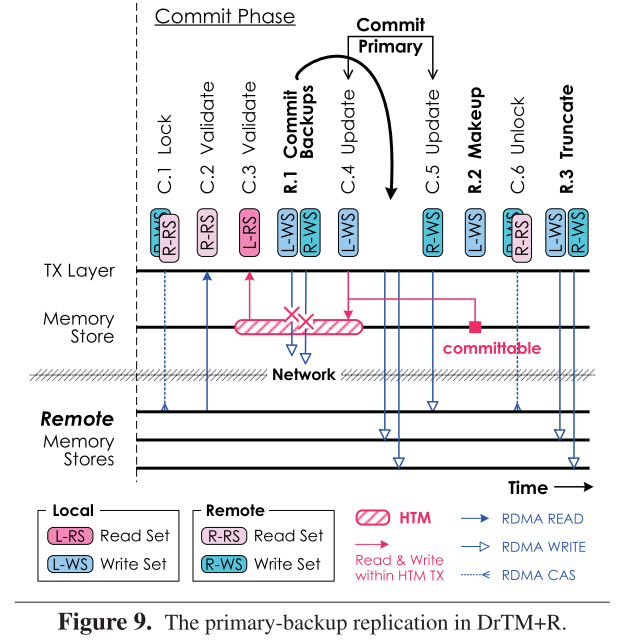 Commit Phase
Commit
Primary
C.1 Lock
C.2 Validate
C.3 Validate
R.1 Commit
Backups
C.4 Update
C.5 Update
R.2 Makeup
C.6 Unlock
R.3 Truncate
R-WS
R-RS
R-RS
L-RS
L-WS
R-WS
L-WS
R-WS
L-WS
R-WS
R-RS
L-WS
R-WS
TX Layer
Memory
Store
committable
Network
Remote
Memory
Stores
Time
Local
L-RS Read Set
L-WS Write Set
Remote
R-RS Read Set
R-WS Write Set
HTM
Read & Write
within HTM TX
RDMA READ
RDMA WRITE
RDMA CAS
Figure 9. The primary-backup replication in DrTM+R.